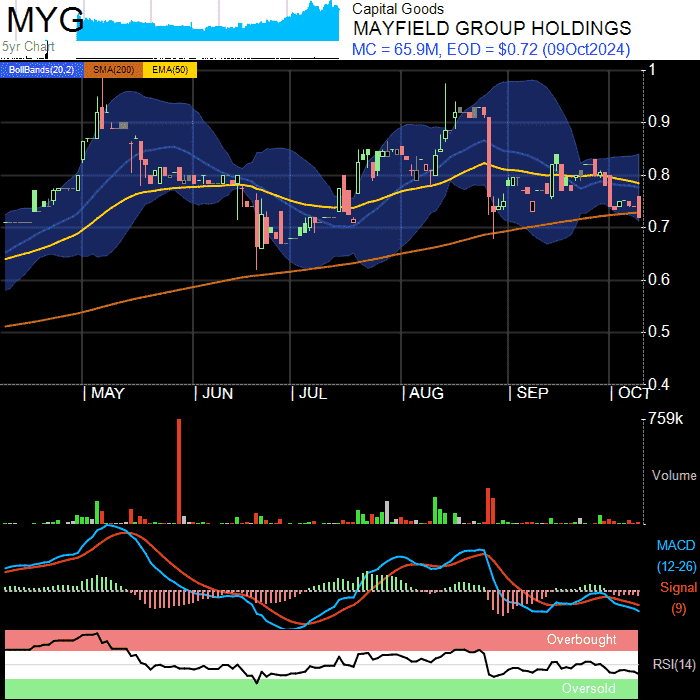 MYG
5yr Chart
Capital Goods
MAYFIELD GROUP HOLDINGS
MC = 65.9M, EOD = $0.72 (09Oct2024)
BollBands(20,2) SMA(200) EMA(50)
1
0.9
0.8
0.7
0.6
0.5
0.4
| MAY | JUN | JUL | AUG | SEP | OCT
759k
Volume
MACD
(12-26)
Signal
(9)
Overbought
RSI(14)
Oversold